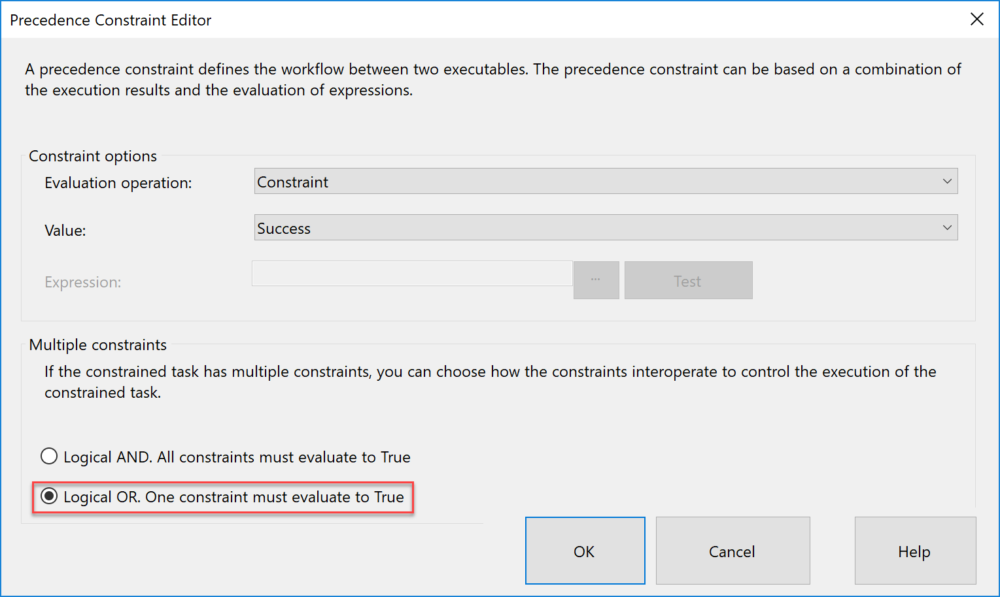 Precedence Constraint Editor
A precedence constraint defines the workflow between two executables. The precedence constraint can be based on a combination of
the execution results and the evaluation of expressions.
Constraint options
Evaluation operation:
Constraint
Value:
Success
Expression:
...
Test
Multiple constraints
If the constrained task has multiple constraints, you can choose how the constraints interoperate to control the execution of the
constrained task.
Logical AND. All constraints must evaluate to True
Logical OR. One constraint must evaluate to True
OK
Cancel
Help